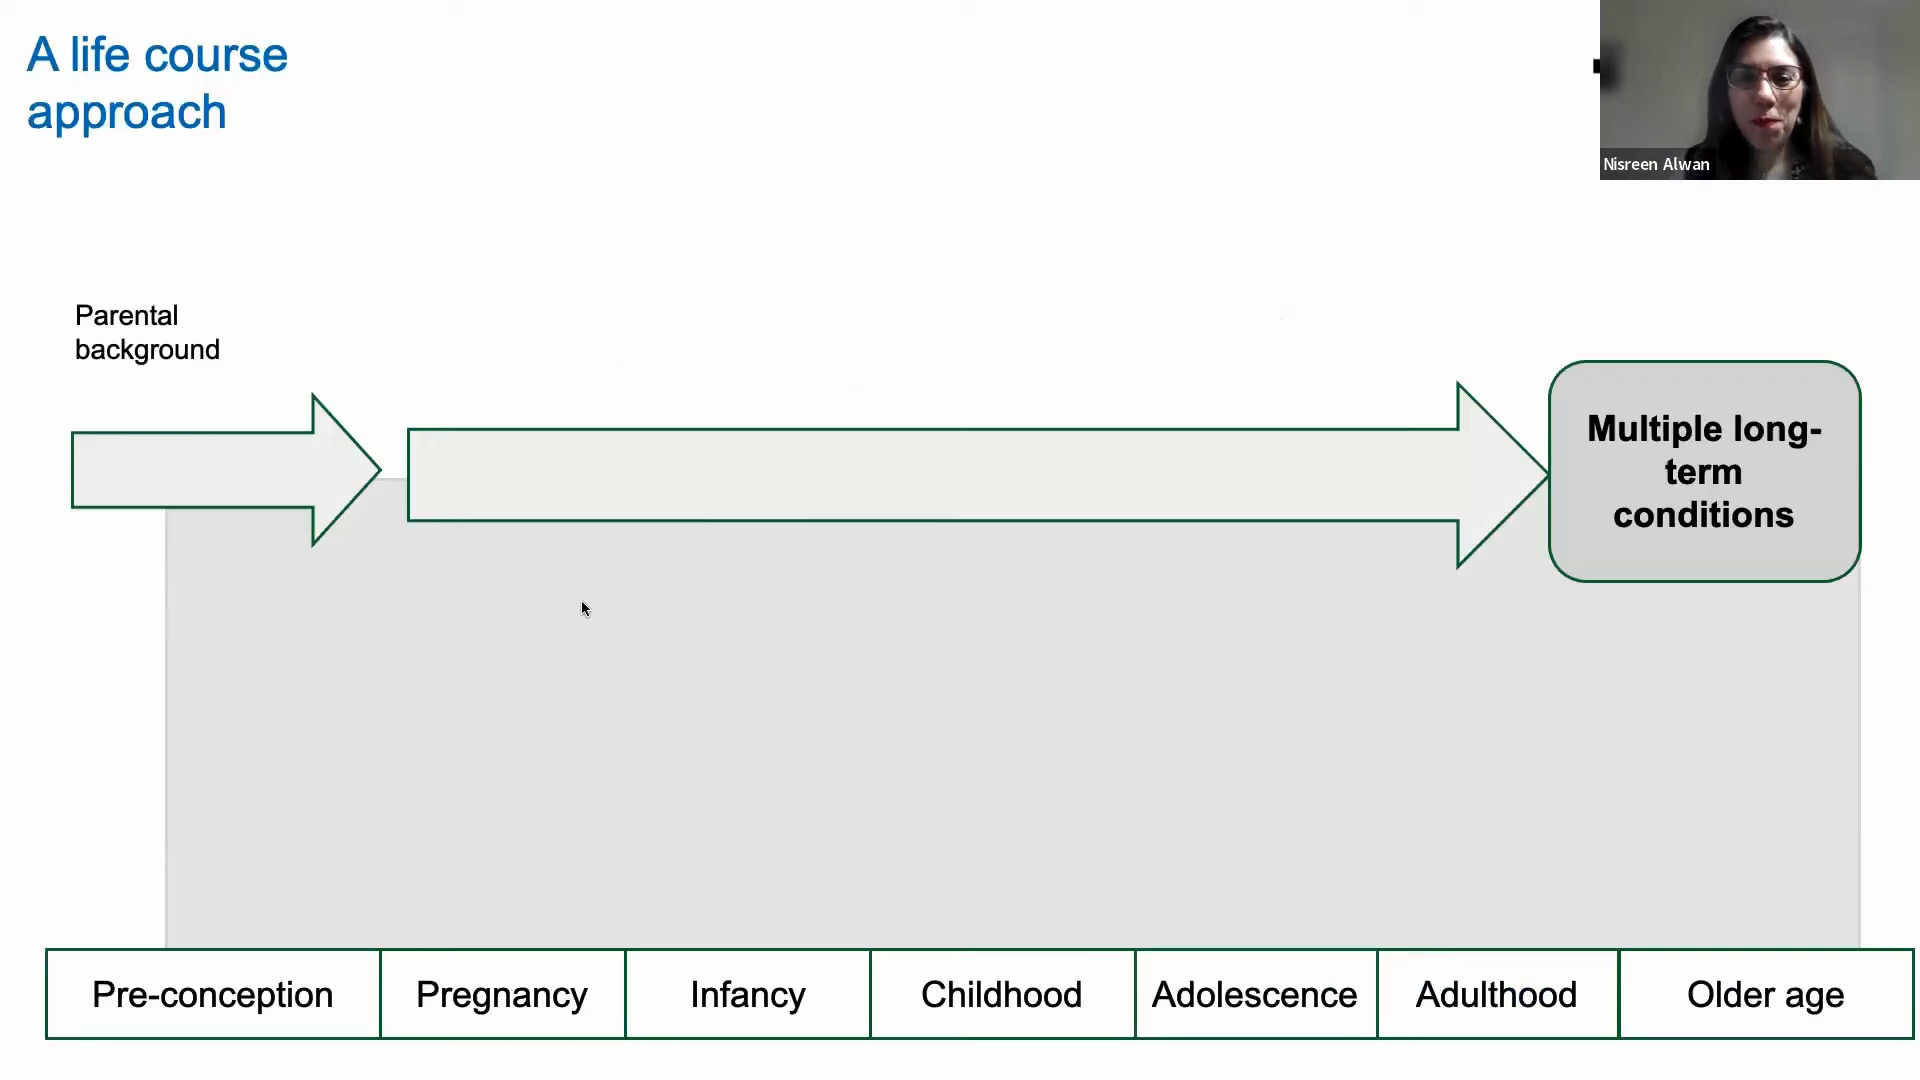 A life course
approach
Nisreen Alwan
Parental
background
Multiple long-
term
conditions
Pre-conception
Pregnancy
Infancy
Childhood
Adolescence
Adulthood
Older age